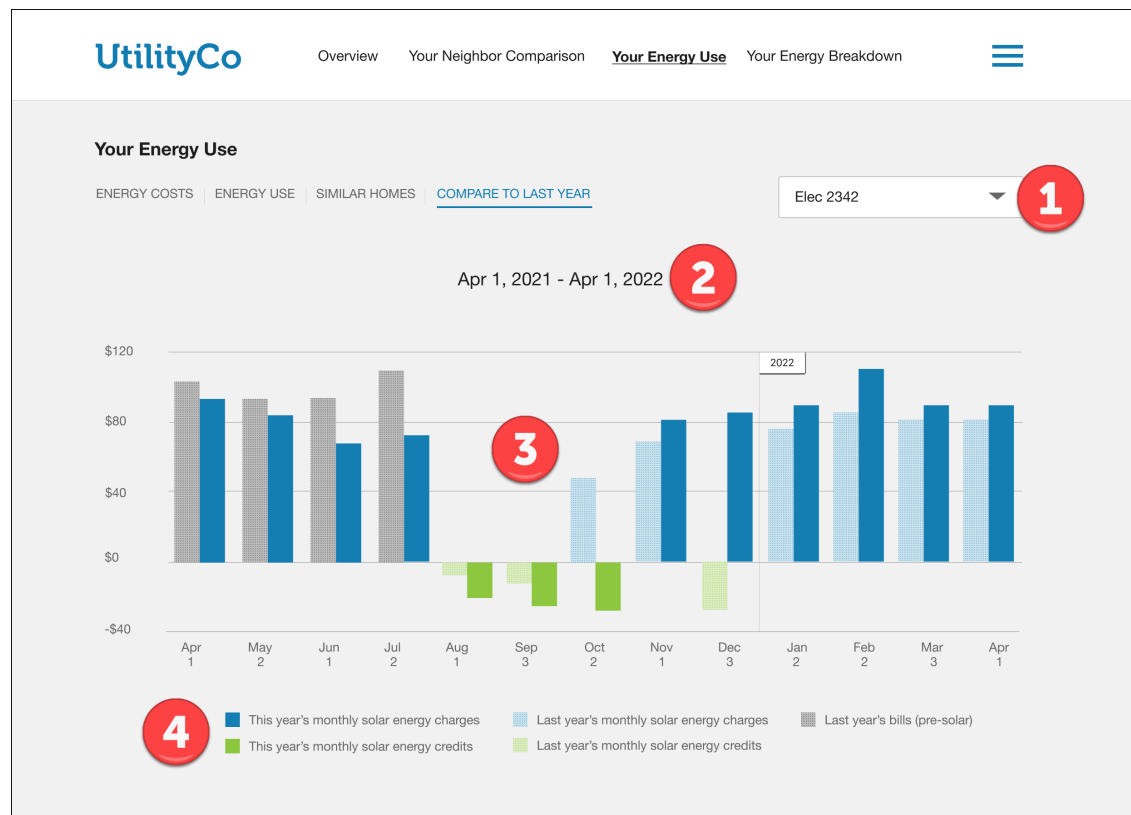 UtilityCo
Overview Your Neighbor Comparison Your Energy Use Your Energy Breakdown
Your Energy Use
ENERGY COSTS ENERGY USE SIMILAR HOMES COMPARE TO LAST YEAR
Elec 2342
1
Apr 1, 2021 - Apr 1, 2022
2
$120
2022
$80
3
$40
$0
-$40
Apr May Jun Jul Aug Sep Oct Nov Dec Jan Feb Mar Apr
1 2 1 2 1 3 2 1 3 2 2 3 1
4
This year's monthly solar energy charges Last year's monthly solar energy charges Last year's bills (pre-solar)
This year's monthly solar energy credits Last year's monthly solar energy credits